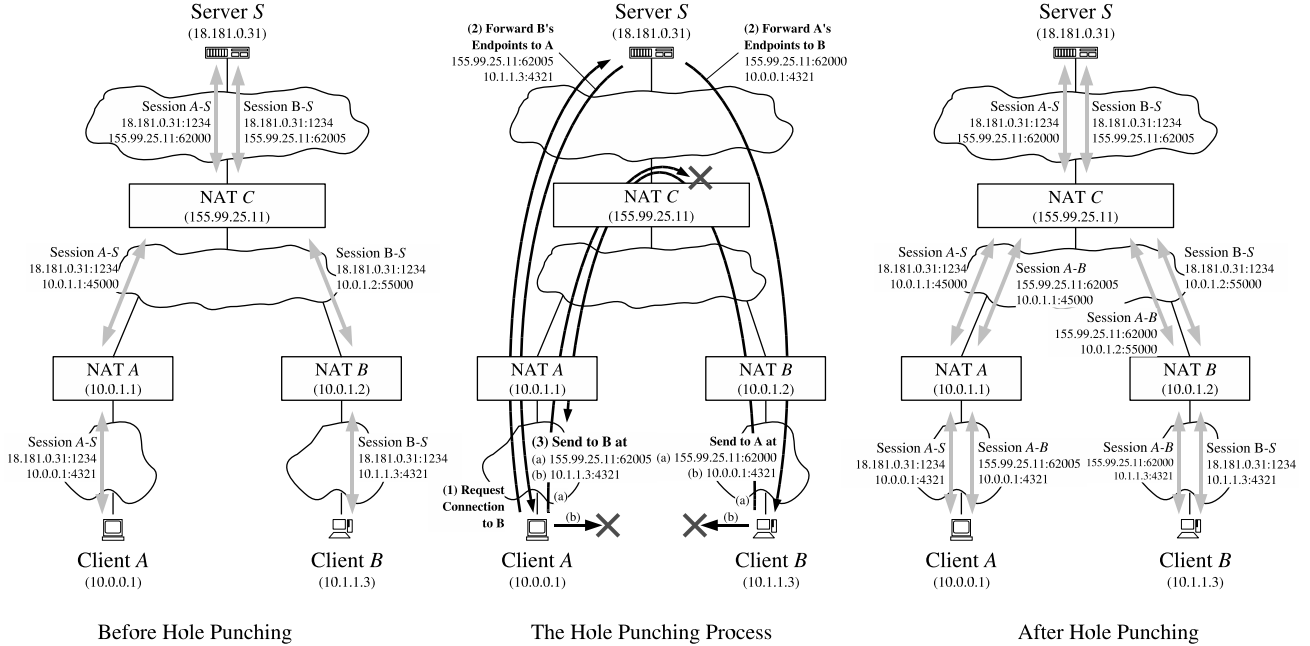 Server S
(18.181.0.31)
Session A-S
18.181.0.31:1234
155.99.25.11:62000
Session B-S
18.181.0.31:1234
155.99.25.11:62005
NAT C
(155.99.25.11)
Session A-S
18.181.0.31:1234
10.0.1.1:45000
Session B-S
18.181.0.31:1234
10.0.1.2:55000
NAT A
(10.0.1.1)
NAT B
(10.0.1.2)
Session A-S
18.181.0.31:1234
10.0.0.1:4321
Session B-S
18.181.0.31:1234
10.1.1.3:4321
Client A
(10.0.0.1)
Client B
(10.1.1.3)
Before Hole Punching
Server S
(18.181.0.31)
(2) Forward B's
Endpoints to A
155.99.25.11:62005
10.1.1.3:4321
(2) Forward A's
Endpoints to B
155.99.25.11:62000
10.0.0.1:4321
NAT C
(155.99.25.11)
NAT A
(10.0.1.1)
NAT B
(10.0.1.2)
(3) Send to B at
(a) 155.99.25.11:62005
(b) 10.1.1.3:4321
Send to A at
(a) 155.99.25.11:62000
(b) 10.0.0.1:4321
(1) Request
Connection
to B
(a)
(b)
(a)
(b)
Client A
(10.0.0.1)
Client B
(10.1.1.3)
The Hole Punching Process
Server S
(18.181.0.31)
Session A-S
18.181.0.31:1234
155.99.25.11:62000
Session B-S
18.181.0.31:1234
155.99.25.11:62005
NAT C
(155.99.25.11)
Session A-S
18.181.0.31:1234
10.0.1.1:45000
Session A-B
155.99.25.11:62005
10.0.1.1:45000
Session B-S
18.181.0.31:1234
10.0.1.2:55000
Session A-B
155.99.25.11:62000
10.0.1.2:55000
NAT A
(10.0.1.1)
NAT B
(10.0.1.2)
Session A-S
18.181.0.31:1234
10.0.0.1:4321
Session A-B
155.99.25.11:62005
10.0.0.1:4321
Session A-B
155.99.25.11:62000
10.1.1.3:4321
Session B-S
18.181.0.31:1234
10.1.1.3:4321
Client A
(10.0.0.1)
Client B
(10.1.1.3)
After Hole Punching